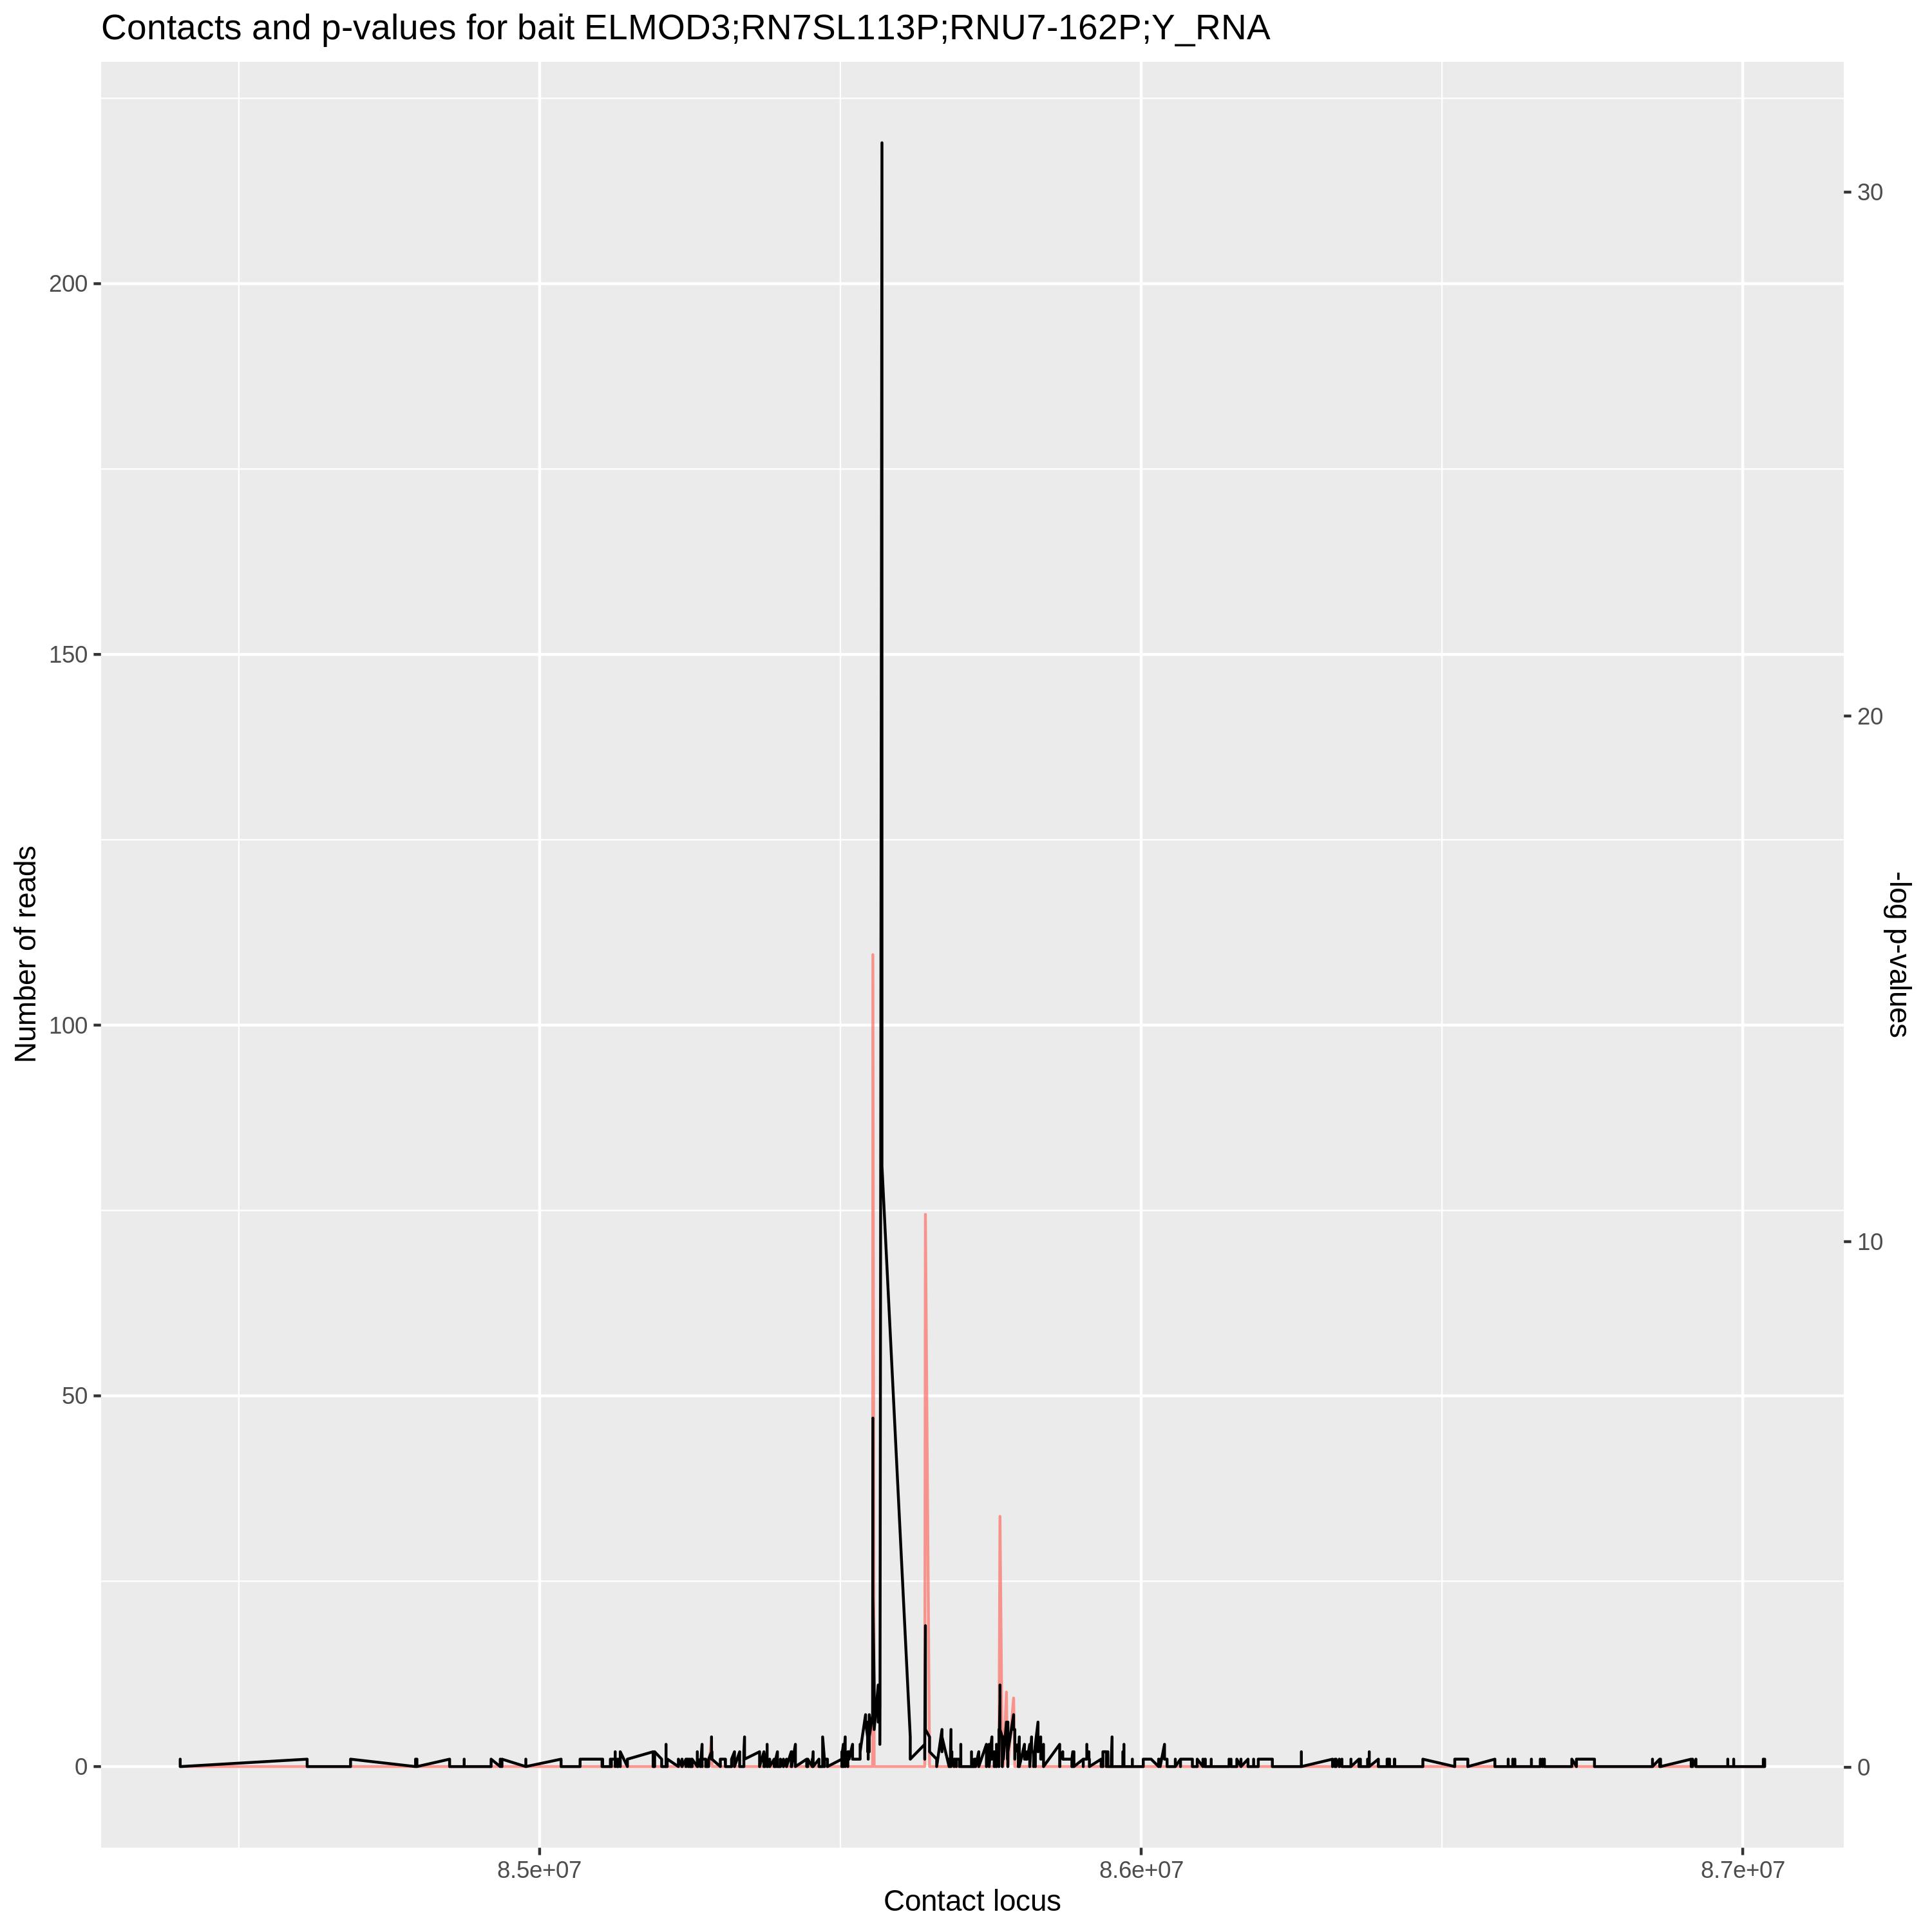 Contacts and p-values for bait ELMOD3;RN7SL113P;RNU7-162P;Y_RNA
200
150
100
50
0
Number of reads
30
20
10
0
-log p-values
8.5e+07
8.6e+07
8.7e+07
Contact locus